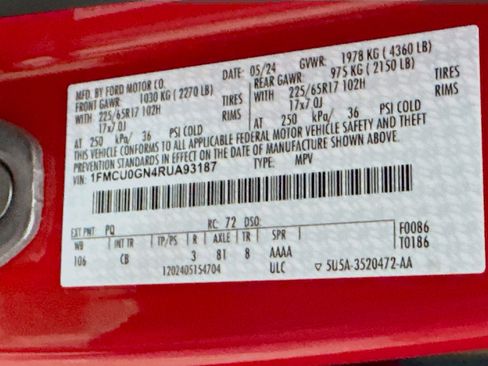 MFD. BY FORD MOTOR CO. DATE: 05/24 GVWR: 1978 KG (4360 LB)
FRONT GAWR: 1030 KG (2270 LB) REAR GAWR: 975 KG (2150 LB)
WITH 225/65R17 102H TIRES WITH 225/65R17 102H TIRES
17x7.0J RIMS 17x7.0J RIMS
AT 250 kPa/ 36 PSI COLD AT 250 kPa/ 36 PSI COLD
THIS VEHICLE CONFORMS TO ALL APPLICABLE FEDERAL MOTOR VEHICLE SAFETY AND THEFT
PREVENTION STANDARDS IN EFFECT ON THE DATE OF MANUFACTURE SHOWN ABOVE.
1FMCU0GN4RUA93187 TYPE: MPV
EXT PNT: PQ RC: 72 DSO: F0086
WB INT TR TP/PS R AXLE TR SPR T0186
106 CB 3 81 8 AAAA
1202405154704 ULC ▽ 5U5A-3520472-AA